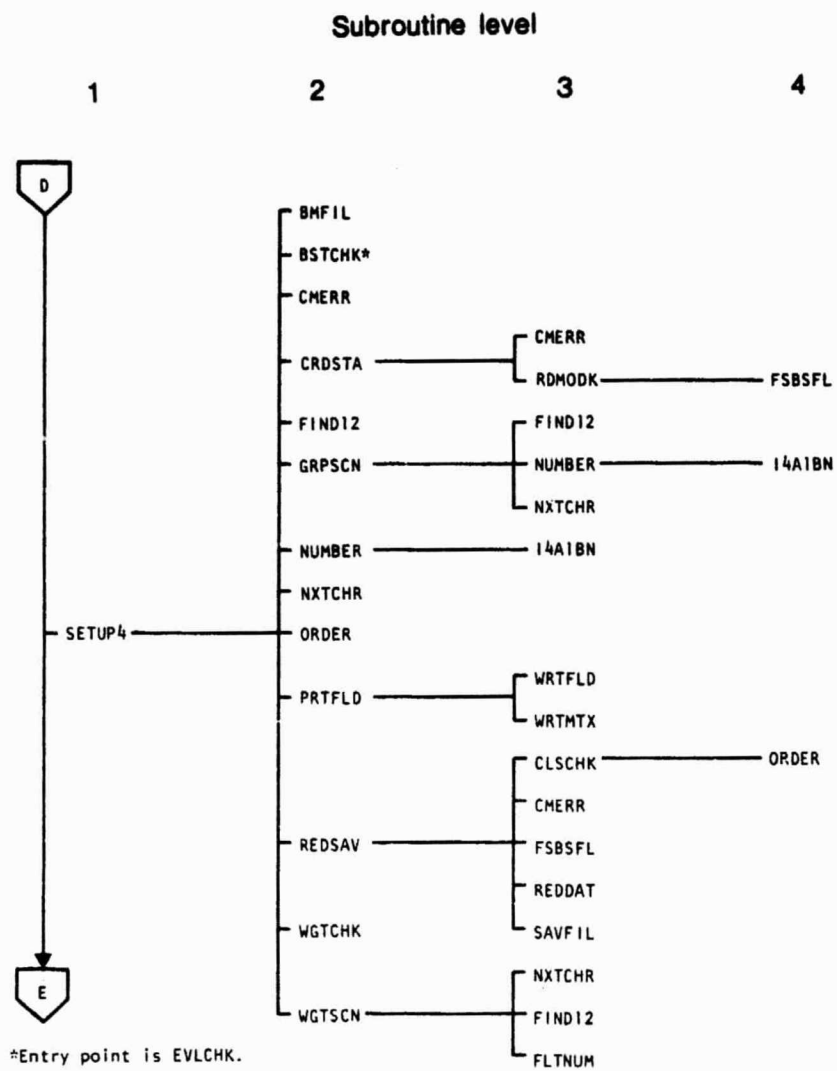 Subroutine level
1 2 3 4
D
BMFIL
BSTCHK*
CMERR
CMERR
CRDSTA
RDMODK FSBSFL
FIND12 FIND12
GRPSCN NUMBER I4A1BN
NXTCHR
NUMBER I4A1BN
NXTCHR
SETUP4 ORDER
WRTFLD
PRTFLD
WRTMTX
CLSCHK ORDER
CMERR
REDSAV FSBSFL
REDDAT
WGTCHK SAVFIL
NXTCHR
E
WGTSCN FIND12
*Entry point is EVLCHK.
FLTNUM